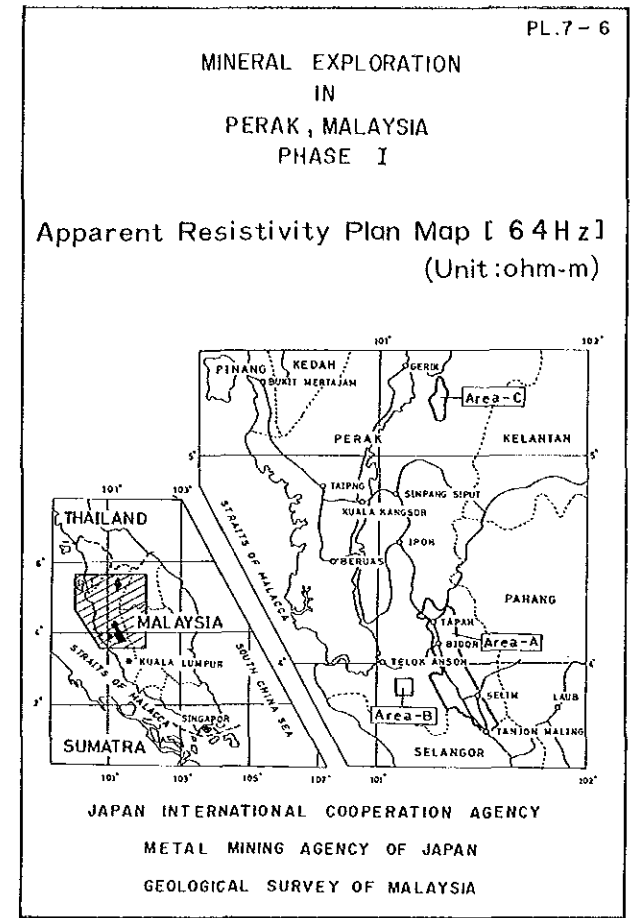 PL.7-6
MINERAL EXPLORATION
IN
PERAK, MALAYSIA
PHASE I
Apparent Resistivity Plan Map [ 64Hz]
(Unit:ohm-m)
101°
102°
PINANG
KEDAH
BUKIT MERTAJAM
GERIK
Area-C
PERAK
KELANTAN
5°
5°
TAIPNG
SINPANG SIPUT
KUALA KANGSOR
IPOH
BERUAS
STRAITS OF MALACCA
PAHANG
TAPAH
Area-A
BIDOR
4°
TELOK ANSON
4°
SELIM
LAUB
Area-B
TANJON MALING
SELANGOR
101°
102°
101°
103°
THAILAND
6°
MALAYSIA
4°
KUALA LUMPUR
STRAITS OF MALACCA
SOUTH CHINA SEA
2°
SINGAPOR
SUMATRA
101°
103°
105°
107°
JAPAN INTERNATIONAL COOPERATION AGENCY
METAL MINING AGENCY OF JAPAN
GEOLOGICAL SURVEY OF MALAYSIA